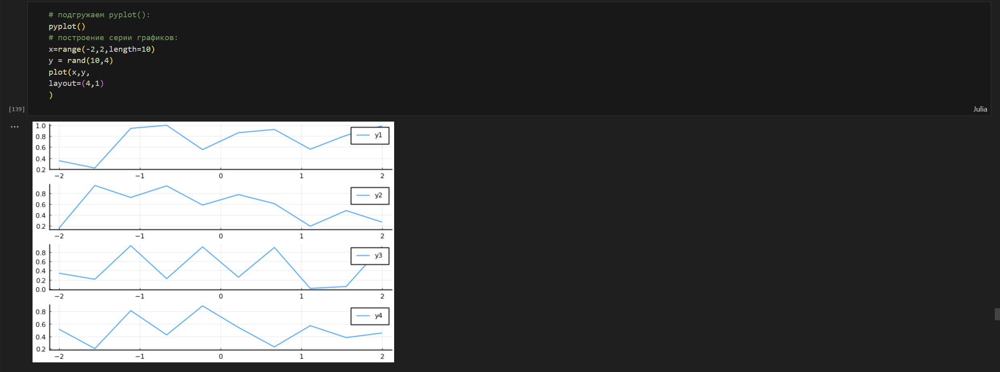 # подгружаем pyplot():
pyplot()
# построение серии графиков:
x=range(-2,2,length=10)
y = rand(10,4)
plot(x,y,
layout=(4,1)
)
[139]
Julia
...
1.0
0.8
0.6
0.4
0.2
y1
−2 −1 0 1 2
0.8
0.6
0.4
0.2
y2
−2 −1 0 1 2
0.8
0.6
0.4
0.2
0.0
y3
−2 −1 0 1 2
0.8
0.6
0.4
0.2
y4
−2 −1 0 1 2